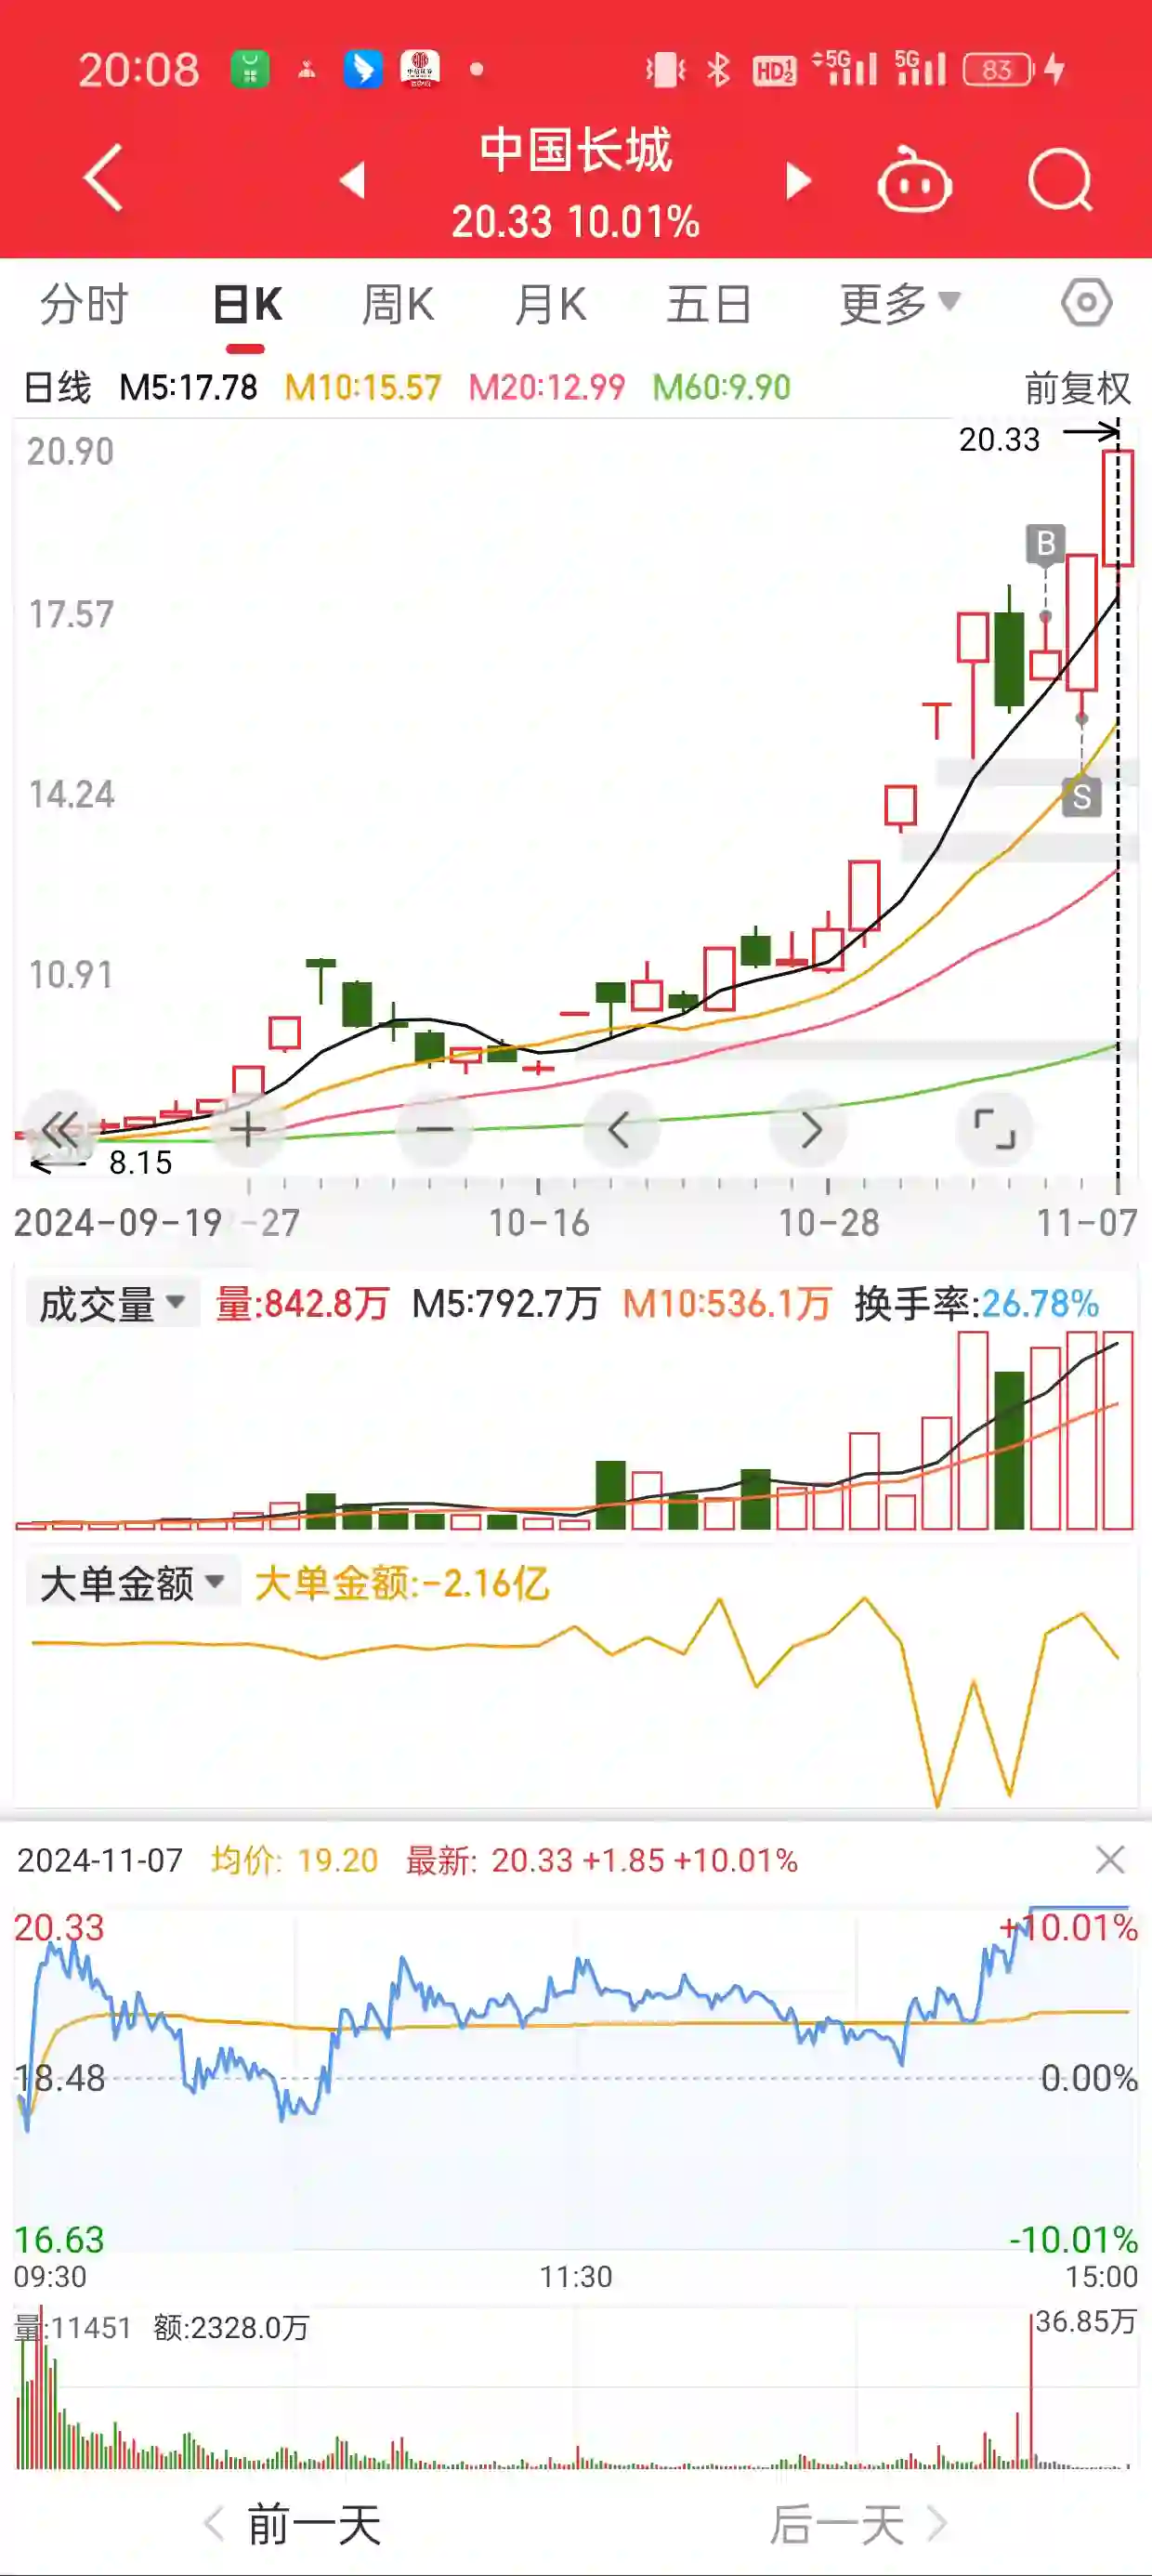 20:08 HD 1 2 5G 5G 83
中国长城
20.33 10.01%
分时 日K 周K 月K 五日 更多
日线 M5:17.78 M10:15.57 M20:12.99 M60:9.90 前复权
20.90
20.33
B
17.57
14.24
S
10.91
8.15
2024-09-19 -27 10-16 10-28 11-07
成交量 量:842.8万 M5:792.7万 M10:536.1万 换手率:26.78%
大单金额 大单金额:-2.16亿
2024-11-07 均价: 19.20 最新: 20.33 +1.85 +10.01%
20.33 +10.01%
18.48 0.00%
16.63 -10.01%
09:30 11:30 15:00
量:11451 额:2328.0万 36.85万
前一天 后一天